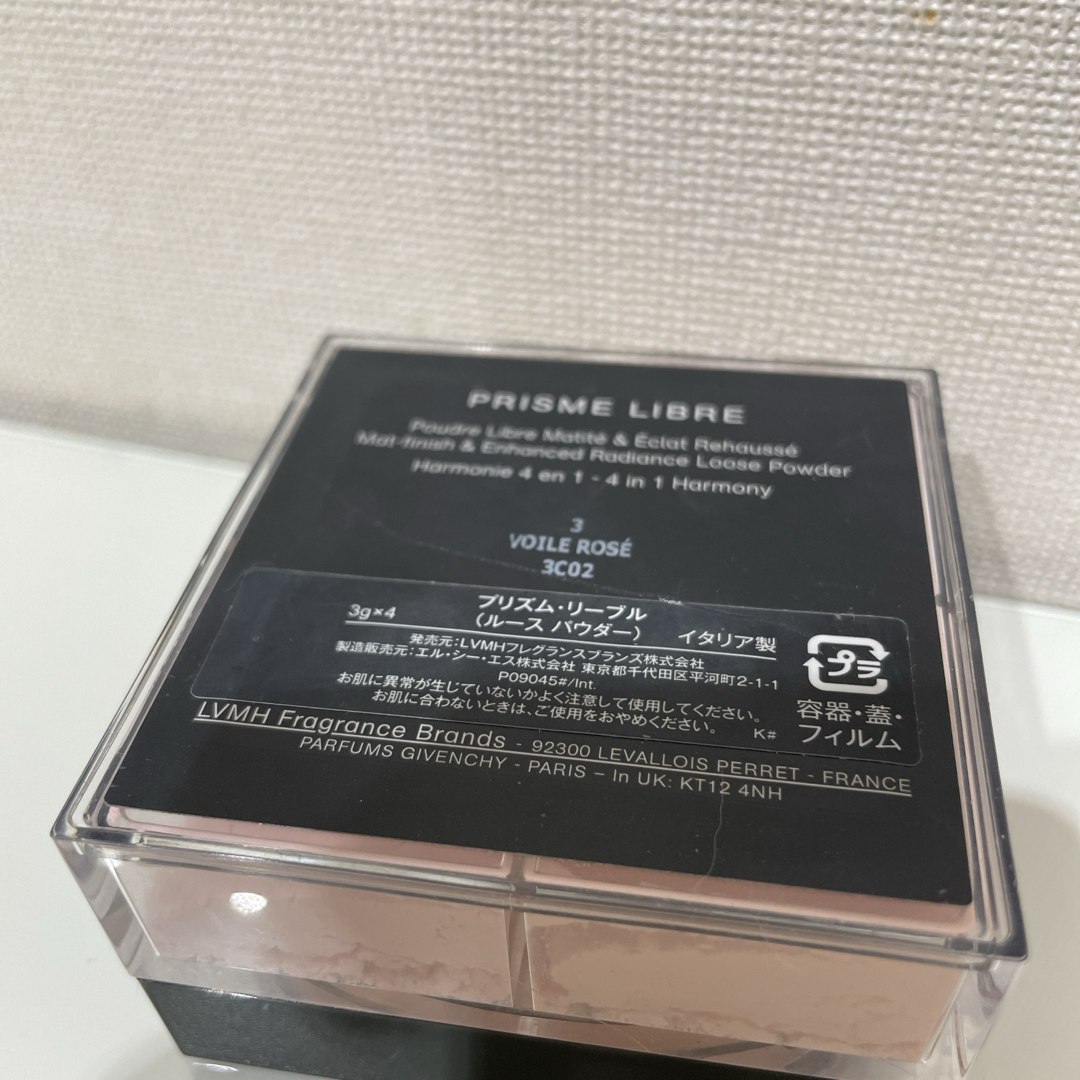 PRISME LIBRE
Poudre Libre Matité & Éclat Rehaussé
Mat-finish & Enhanced Radiance Loose Powder
Harmonie 4 en 1 - 4 in 1 Harmony
3
VOILE ROSÉ
3C02
3g×4
プリズム・リーブル
（ルース パウダー）
イタリア製
発売元：LVMHフレグランスブランズ株式会社
製造販売元：エル・シー・エス株式会社 東京都千代田区平河町2-1-1
P09045#/Int.
お肌に異常が生じていないかよく注意して使用してください。
お肌に合わないときは、ご使用をおやめください。
K#
プラ
容器・蓋・
フィルム
LVMH Fragrance Brands - 92300 LEVALLOIS PERRET - FRANCE
PARFUMS GIVENCHY - PARIS – In UK: KT12 4NH